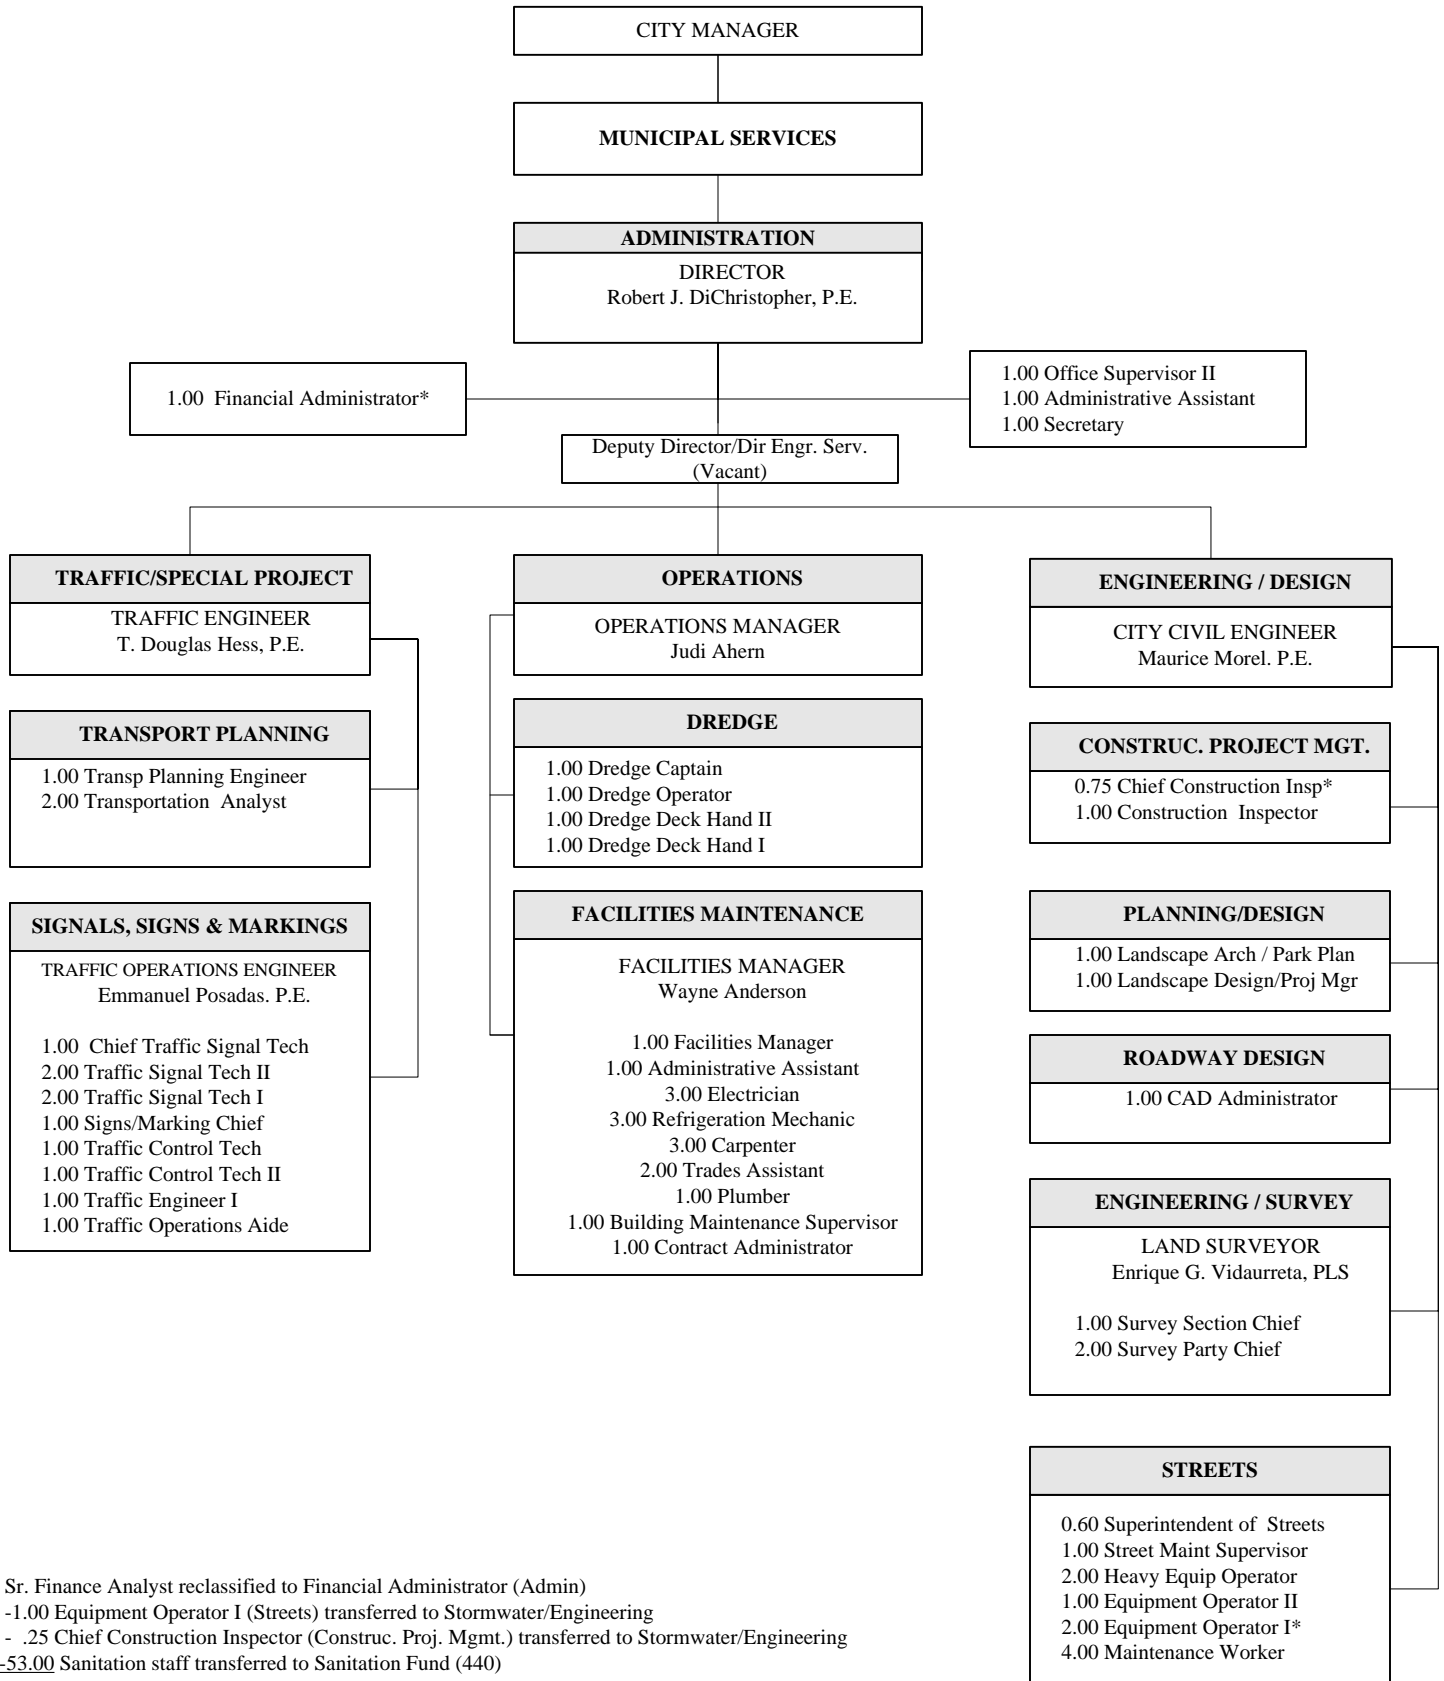 CITY MANAGER
MUNICIPAL SERVICES
ADMINISTRATION
DIRECTOR
Robert J. DiChristopher, P.E.
1.00  Financial Administrator*
1.00 Office Supervisor II
1.00 Administrative Assistant
1.00 Secretary
Deputy Director/Dir Engr. Serv.
(Vacant)
TRAFFIC/SPECIAL PROJECT
TRAFFIC ENGINEER
T. Douglas Hess, P.E.
TRANSPORT PLANNING
1.00 Transp Planning Engineer
2.00 Transportation  Analyst
SIGNALS, SIGNS & MARKINGS
TRAFFIC OPERATIONS ENGINEER
Emmanuel Posadas. P.E.
1.00  Chief Traffic Signal Tech
2.00 Traffic Signal Tech II
2.00 Traffic Signal Tech I
1.00 Signs/Marking Chief
1.00 Traffic Control Tech
1.00 Traffic Control Tech II
1.00 Traffic Engineer I
1.00 Traffic Operations Aide
OPERATIONS
OPERATIONS MANAGER
Judi Ahern
DREDGE
1.00 Dredge Captain
1.00 Dredge Operator
1.00 Dredge Deck Hand II
1.00 Dredge Deck Hand I
FACILITIES MAINTENANCE
FACILITIES MANAGER
Wayne Anderson
1.00 Facilities Manager
1.00 Administrative Assistant
3.00 Electrician
3.00 Refrigeration Mechanic
3.00 Carpenter
2.00 Trades Assistant
1.00 Plumber
1.00 Building Maintenance Supervisor
1.00 Contract Administrator
ENGINEERING / DESIGN
CITY CIVIL ENGINEER
Maurice Morel. P.E.
CONSTRUC. PROJECT MGT.
0.75 Chief Construction Insp*
1.00 Construction  Inspector
PLANNING/DESIGN
1.00 Landscape Arch / Park Plan
1.00 Landscape Design/Proj Mgr
ROADWAY DESIGN
1.00 CAD Administrator
ENGINEERING / SURVEY
LAND SURVEYOR
Enrique G. Vidaurreta, PLS
1.00 Survey Section Chief
2.00 Survey Party Chief
STREETS
0.60 Superintendent of  Streets
1.00 Street Maint Supervisor
2.00 Heavy Equip Operator
1.00 Equipment Operator II
2.00 Equipment Operator I*
4.00 Maintenance Worker
Sr. Finance Analyst reclassified to Financial Administrator (Admin)
-1.00 Equipment Operator I (Streets) transferred to Stormwater/Engineering
-  .25 Chief Construction Inspector (Construc. Proj. Mgmt.) transferred to Stormwater/Engineering
-53.00 Sanitation staff transferred to Sanitation Fund (440)